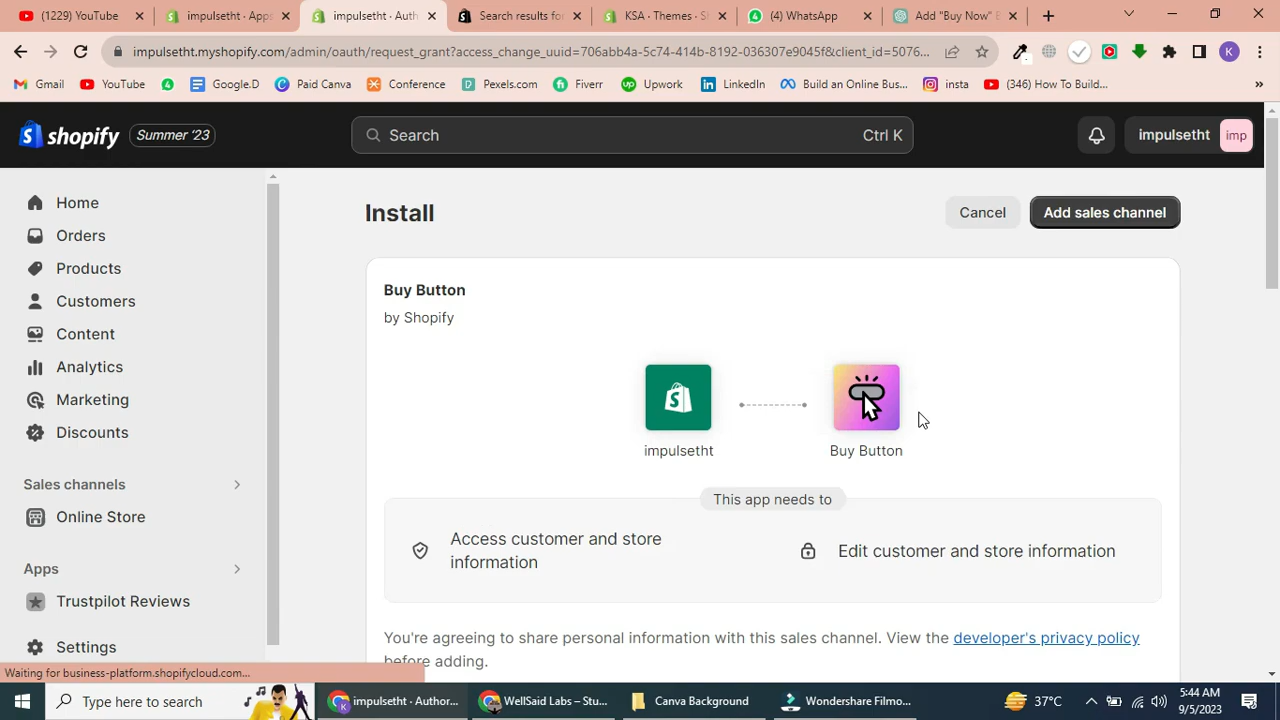 (1229) YouTube
impulsetht · Apps
impulsetht · Auth
Search results for
KSA · Themes · S
(4) WhatsApp
Add "Buy Now" B
impulsetht.myshopify.com/admin/oauth/request_grant?access_change_uuid=706abb4a-5c74-414b-8197-036307e9045f&client_id=5076...
Gmail
YouTube
Google.D
Paid Canva
Conference
Pexels.com
Fiverr
Upwork
LinkedIn
Build an Online Bus...
insta
(346) How To Build...
shopify
Summer '23
Search
Ctrl K
impulsetht
imp
Home
Orders
Products
Customers
Content
Analytics
Marketing
Discounts
Sales channels
Online Store
Apps
Trustpilot Reviews
Settings
Install
Cancel
Add sales channel
Buy Button
by Shopify
impulsetht
Buy Button
This app needs to
Access customer and store
information
Edit customer and store information
You're agreeing to share personal information with this sales channel. View the developer's privacy policy
before adding.
Waiting for business-platform.shopifycloud.com...
Type here to search
impulsetht · Author...
WellSaid Labs – Stu...
Canva Background
Wondershare Filmo...
37°C
5:44 AM
9/5/2023